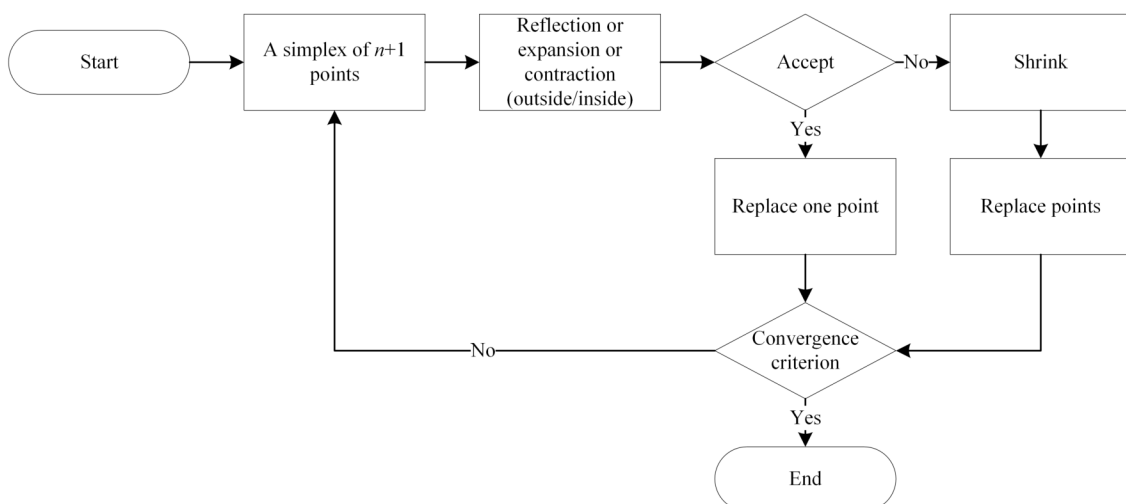 Start
A simplex of n+1
points
Reflection or
expansion or
contraction
(outside/inside)
Accept
No
Shrink
Yes
Replace one point
Replace points
Convergence
criterion
No
Yes
End